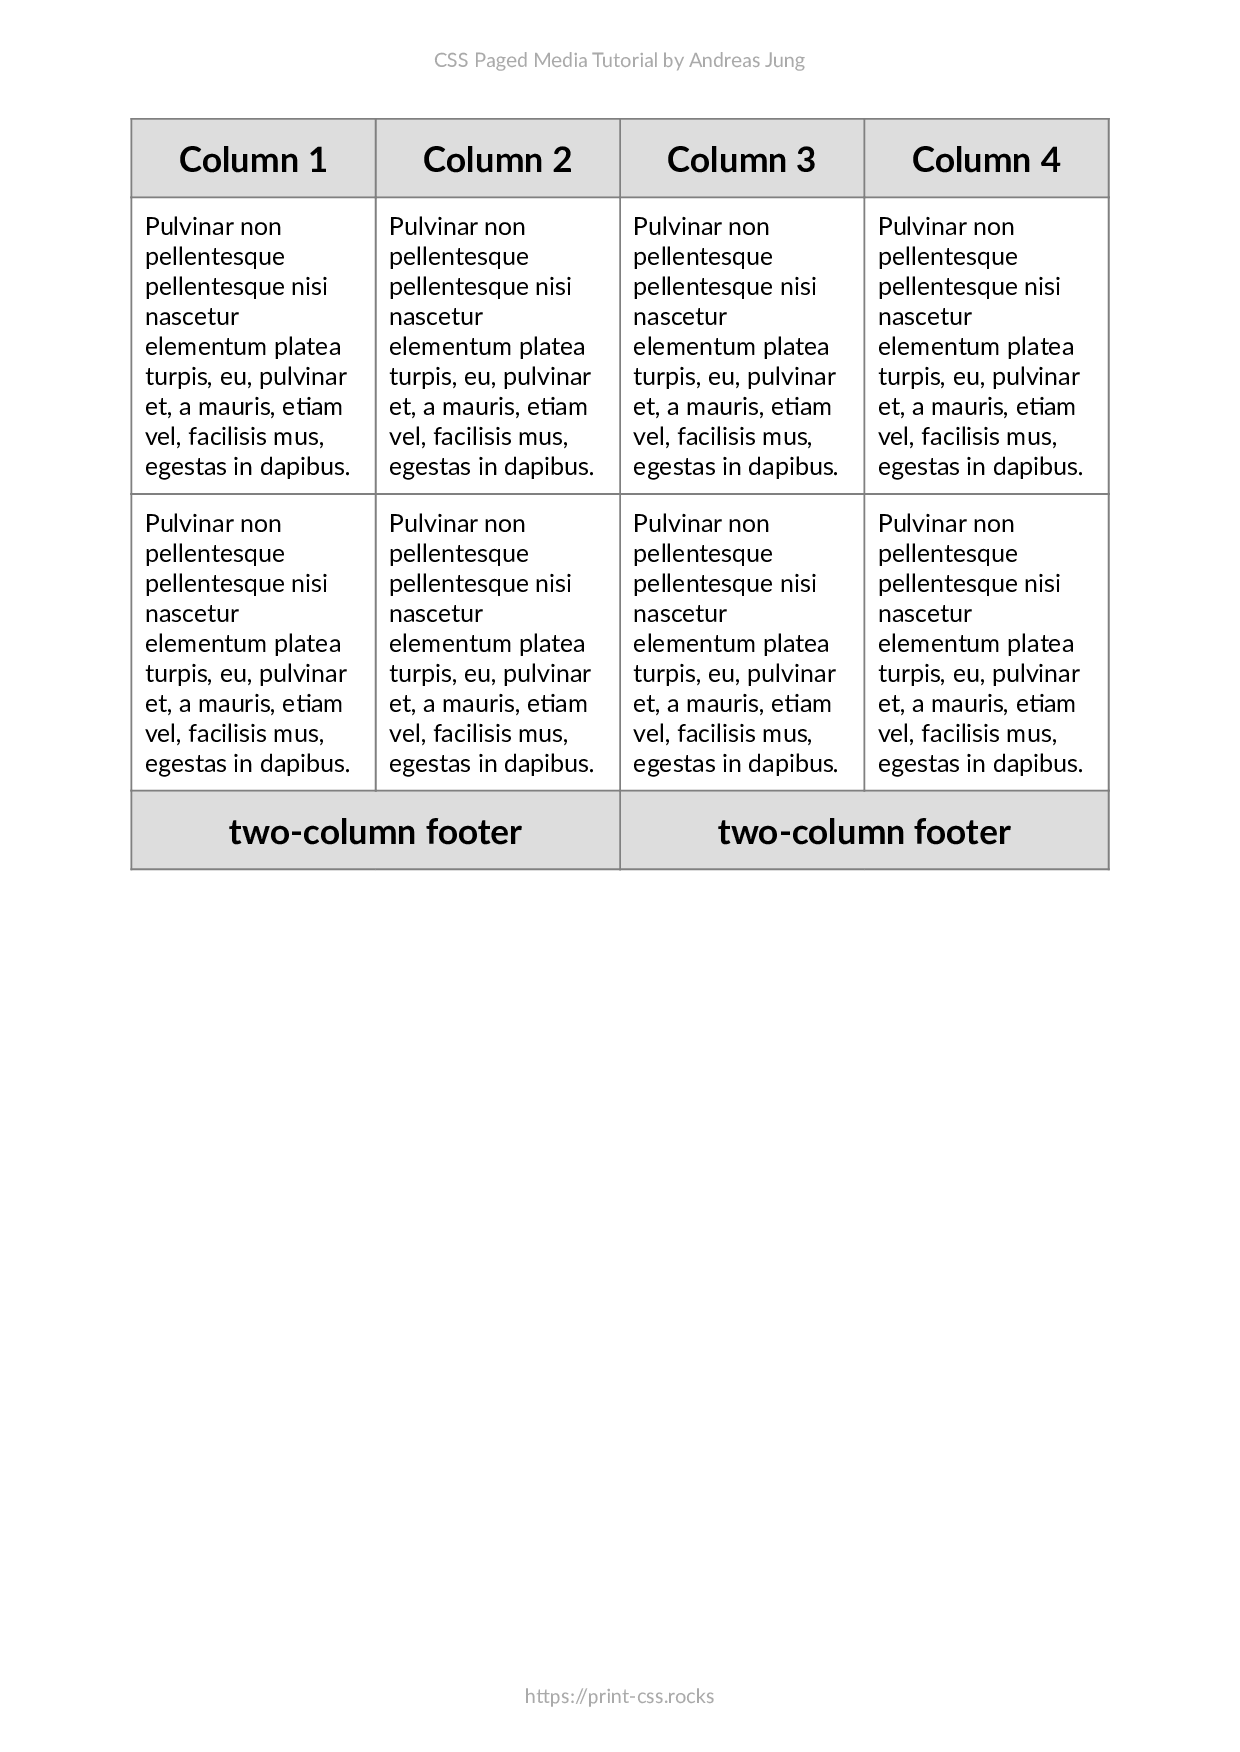 CSS Paged Media Tutorial by Andreas Jung
Column 1 Column 2 Column 3 Column 4
Pulvinar non
pellentesque
pellentesque nisi
nascetur
elementum platea
turpis, eu, pulvinar
et, a mauris, etiam
vel, facilisis mus,
egestas in dapibus.
Pulvinar non
pellentesque
pellentesque nisi
nascetur
elementum platea
turpis, eu, pulvinar
et, a mauris, etiam
vel, facilisis mus,
egestas in dapibus.
Pulvinar non
pellentesque
pellentesque nisi
nascetur
elementum platea
turpis, eu, pulvinar
et, a mauris, etiam
vel, facilisis mus,
egestas in dapibus.
Pulvinar non
pellentesque
pellentesque nisi
nascetur
elementum platea
turpis, eu, pulvinar
et, a mauris, etiam
vel, facilisis mus,
egestas in dapibus.
Pulvinar non
pellentesque
pellentesque nisi
nascetur
elementum platea
turpis, eu, pulvinar
et, a mauris, etiam
vel, facilisis mus,
egestas in dapibus.
Pulvinar non
pellentesque
pellentesque nisi
nascetur
elementum platea
turpis, eu, pulvinar
et, a mauris, etiam
vel, facilisis mus,
egestas in dapibus.
Pulvinar non
pellentesque
pellentesque nisi
nascetur
elementum platea
turpis, eu, pulvinar
et, a mauris, etiam
vel, facilisis mus,
egestas in dapibus.
Pulvinar non
pellentesque
pellentesque nisi
nascetur
elementum platea
turpis, eu, pulvinar
et, a mauris, etiam
vel, facilisis mus,
egestas in dapibus.
two-column footer two-column footer
https://print-css.rocks